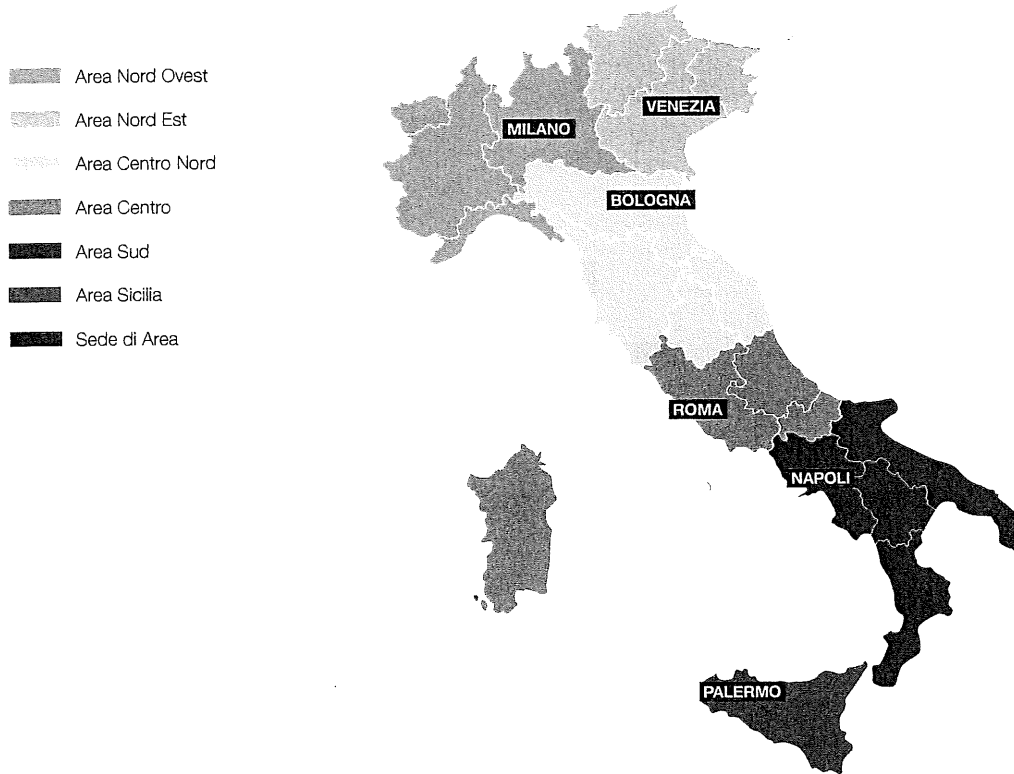 Area Nord Ovest
Area Nord Est
Area Centro Nord
Area Centro
Area Sud
Area Sicilia
Sede di Area
VENEZIA
MILANO
BOLOGNA
ROMA
NAPOLI
PALERMO